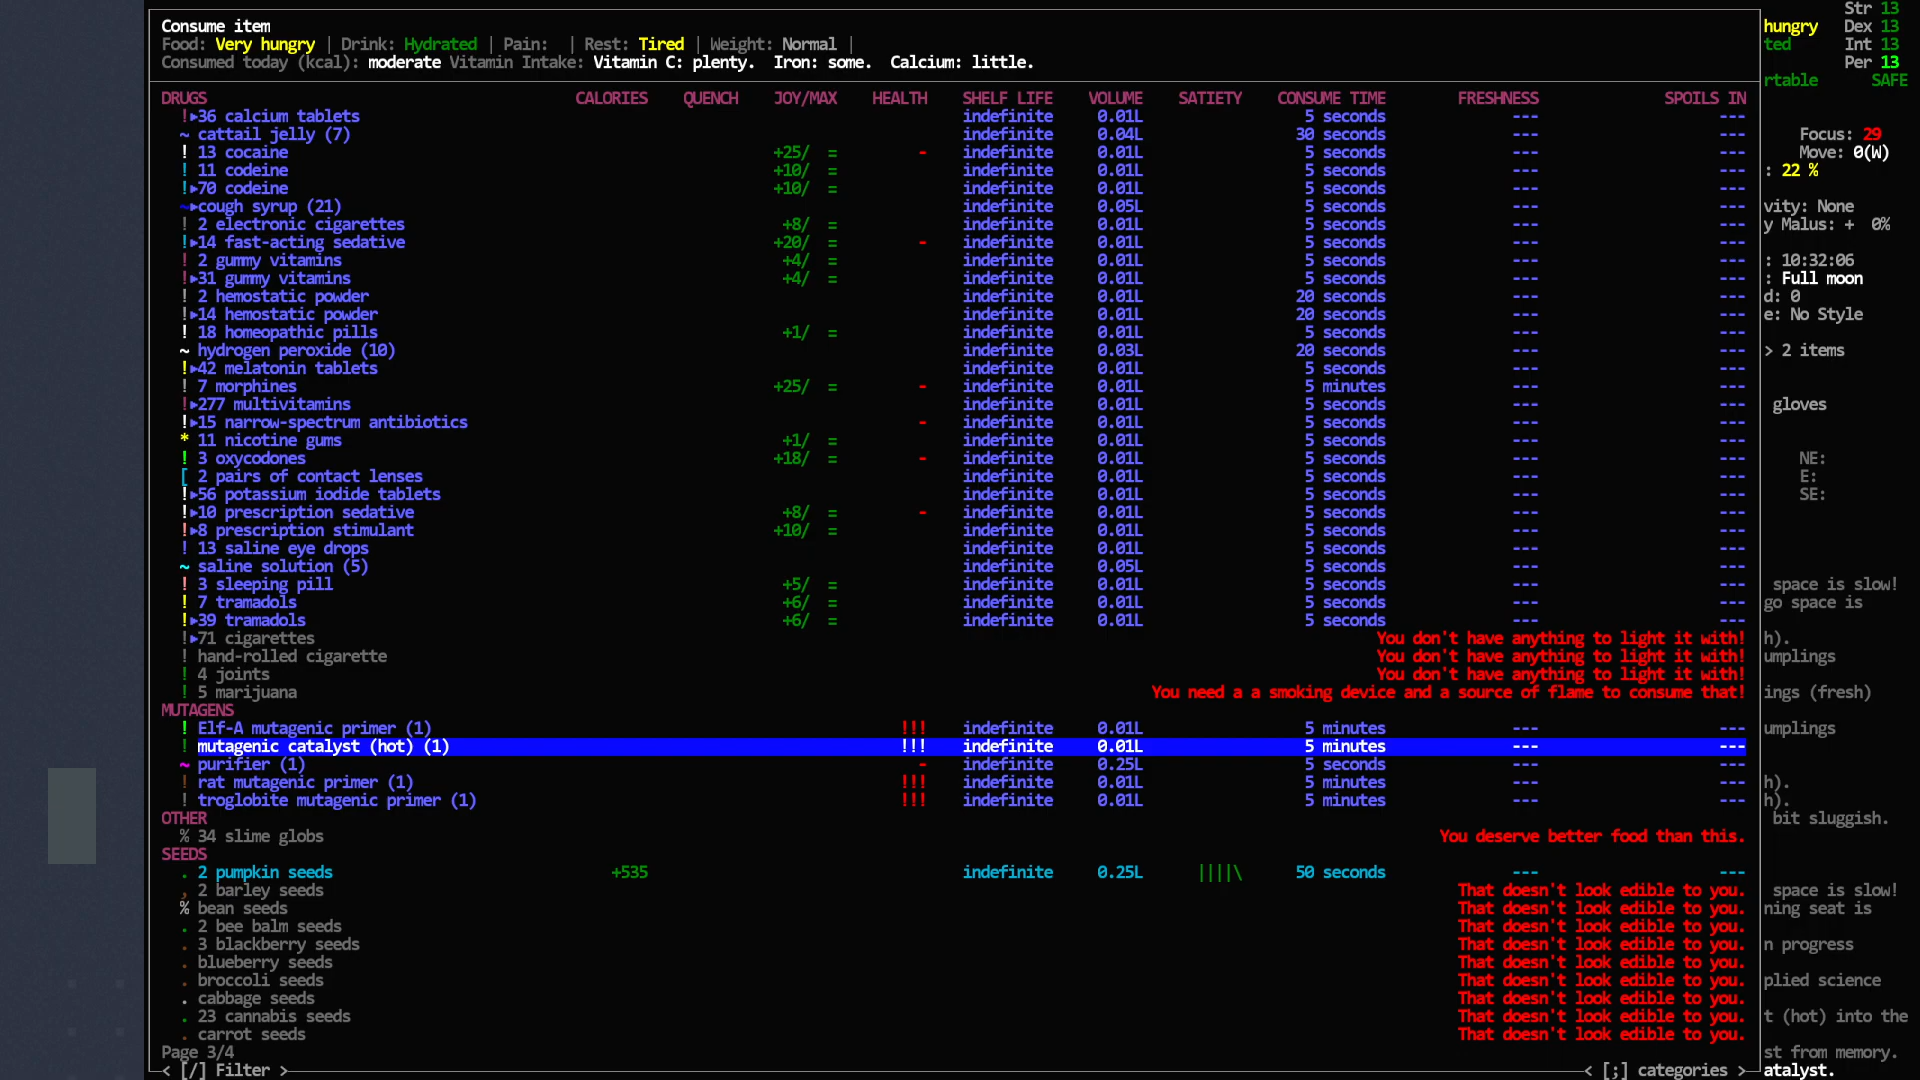 Consume item
Food: Very hungry | Drink: Hydrated | Pain: | Rest: Tired | Weight: Normal |
Consumed today (kcal): moderate Vitamin Intake: Vitamin C: plenty. Iron: some. Calcium: little.
DRUGS CALORIES QUENCH JOY/MAX HEALTH SHELF LIFE VOLUME SATIETY CONSUME TIME FRESHNESS SPOILS IN
!▸36 calcium tablets indefinite 0.01L 5 seconds --- ---
~ cattail jelly (7) indefinite 0.04L 30 seconds --- ---
! 13 cocaine +25/ = - indefinite 0.01L 5 seconds --- ---
! 11 codeine +10/ = indefinite 0.01L 5 seconds --- ---
!▸70 codeine +10/ = indefinite 0.01L 5 seconds --- ---
~▸cough syrup (21) indefinite 0.05L 5 seconds --- ---
! 2 electronic cigarettes +8/ = indefinite 0.01L 5 seconds --- ---
!▸14 fast-acting sedative +20/ = - indefinite 0.01L 5 seconds --- ---
! 2 gummy vitamins +4/ = indefinite 0.01L 5 seconds --- ---
!▸31 gummy vitamins +4/ = indefinite 0.01L 5 seconds --- ---
! 2 hemostatic powder indefinite 0.01L 20 seconds --- ---
!▸14 hemostatic powder indefinite 0.01L 20 seconds --- ---
! 18 homeopathic pills +1/ = indefinite 0.01L 5 seconds --- ---
~ hydrogen peroxide (10) indefinite 0.03L 20 seconds --- ---
!▸42 melatonin tablets indefinite 0.01L 5 seconds --- ---
! 7 morphines +25/ = - indefinite 0.01L 5 minutes --- ---
!▸277 multivitamins indefinite 0.01L 5 seconds --- ---
!▸15 narrow-spectrum antibiotics - indefinite 0.01L 5 seconds --- ---
* 11 nicotine gums +1/ = indefinite 0.01L 5 seconds --- ---
! 3 oxycodones +18/ = - indefinite 0.01L 5 seconds --- ---
[ 2 pairs of contact lenses indefinite 0.01L 5 seconds --- ---
!▸56 potassium iodide tablets indefinite 0.01L 5 seconds --- ---
!▸10 prescription sedative +8/ = - indefinite 0.01L 5 seconds --- ---
!▸8 prescription stimulant +10/ = indefinite 0.01L 5 seconds --- ---
! 13 saline eye drops indefinite 0.01L 5 seconds --- ---
~ saline solution (5) indefinite 0.05L 5 seconds --- ---
! 3 sleeping pill +5/ = indefinite 0.01L 5 seconds --- ---
! 7 tramadols +6/ = indefinite 0.01L 5 seconds --- ---
!▸39 tramadols +6/ = indefinite 0.01L 5 seconds --- ---
!▸71 cigarettes You don't have anything to light it with!
! hand-rolled cigarette You don't have anything to light it with!
! 4 joints You don't have anything to light it with!
! 5 marijuana You need a a smoking device and a source of flame to consume that!
MUTAGENS
! Elf-A mutagenic primer (1) !!! indefinite 0.01L 5 minutes --- ---
! mutagenic catalyst (hot) (1) !!! indefinite 0.01L 5 minutes --- ---
~ purifier (1) - indefinite 0.25L 5 seconds --- ---
! rat mutagenic primer (1) !!! indefinite 0.01L 5 minutes --- ---
! troglobite mutagenic primer (1) !!! indefinite 0.01L 5 minutes --- ---
OTHER
% 34 slime globs You deserve better food than this.
SEEDS
. 2 pumpkin seeds +535 indefinite 0.25L ||||\ 50 seconds --- ---
. 2 barley seeds That doesn't look edible to you.
% bean seeds That doesn't look edible to you.
. 2 bee balm seeds That doesn't look edible to you.
. 3 blackberry seeds That doesn't look edible to you.
. blueberry seeds That doesn't look edible to you.
. broccoli seeds That doesn't look edible to you.
. cabbage seeds That doesn't look edible to you.
. 23 cannabis seeds That doesn't look edible to you.
. carrot seeds That doesn't look edible to you.
Page 3/4
< [/] Filter > < [;] categories >
Str 13
hungry Dex 13
ted Int 13
Per 13
rtable SAFE
Focus: 29
Move: 0(W)
: 22 %
vity: None
y Malus: + 0%
: 10:32:06
: Full moon
d: 0
e: No Style
> 2 items
gloves
NE:
E:
SE:
space is slow!
go space is
h).
umplings
ings (fresh)
umplings
h).
h).
bit sluggish.
space is slow!
ning seat is
n progress
plied science
t (hot) into the
st from memory.
atalyst.